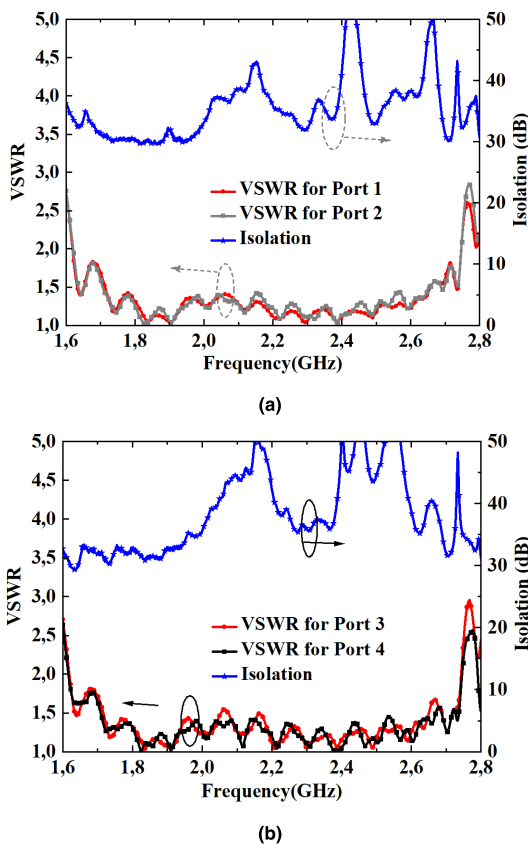 5,0
4,5
4,0
3,5
3,0
2,5
2,0
1,5
1,0
VSWR
50
40
30
20
10
0
Isolation (dB)
VSWR for Port 1
VSWR for Port 2
Isolation
1,6 1,8 2,0 2,2 2,4 2,6 2,8
Frequency(GHz)
(a)
5,0
4,5
4,0
3,5
3,0
2,5
2,0
1,5
1,0
VSWR
50
40
30
20
10
0
Isolation (dB)
VSWR for Port 3
VSWR for Port 4
Isolation
1,6 1,8 2,0 2,2 2,4 2,6 2,8
Frequency(GHz)
(b)